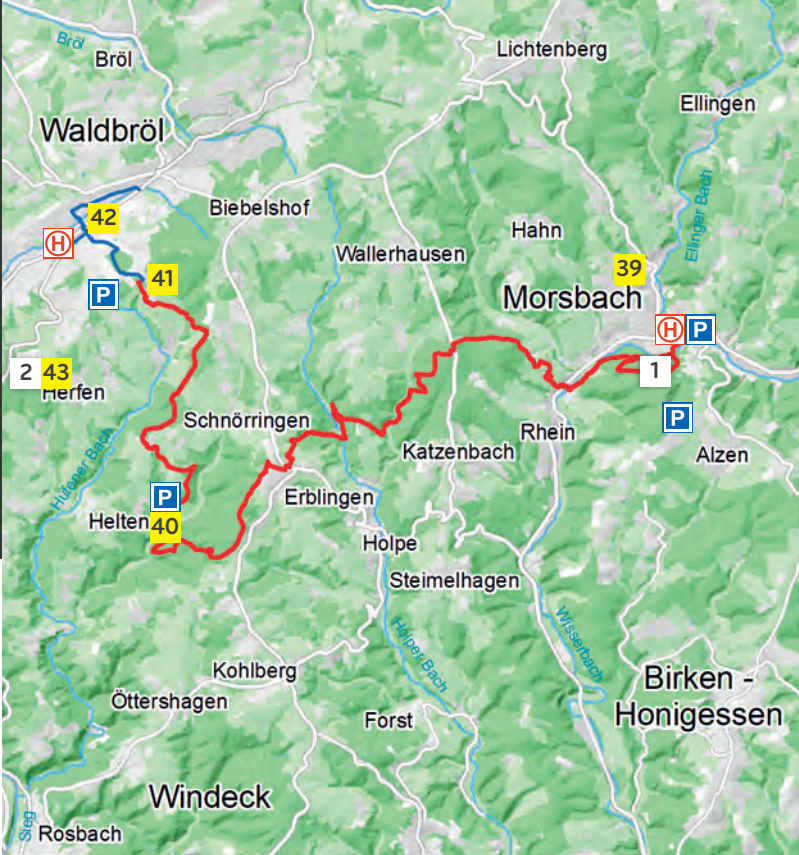 Lichtenberg
Bröl
Bröl
Ellingen
Waldbröl
Ellinger Bach
Biebelshof
42
Hahn
H
Wallerhausen
39
41
P
Morsbach
H
P
1
2
43
Herfen
P
Schnörringen
Rhein
Katzenbach
Alzen
Hufener Bach
P
Erblingen
Helten
40
Holpe
Steimelhagen
Holper Bach
Wisserbach
Kohlberg
Birken -
Honigessen
Öttershagen
Forst
Windeck
Sieg
Rosbach